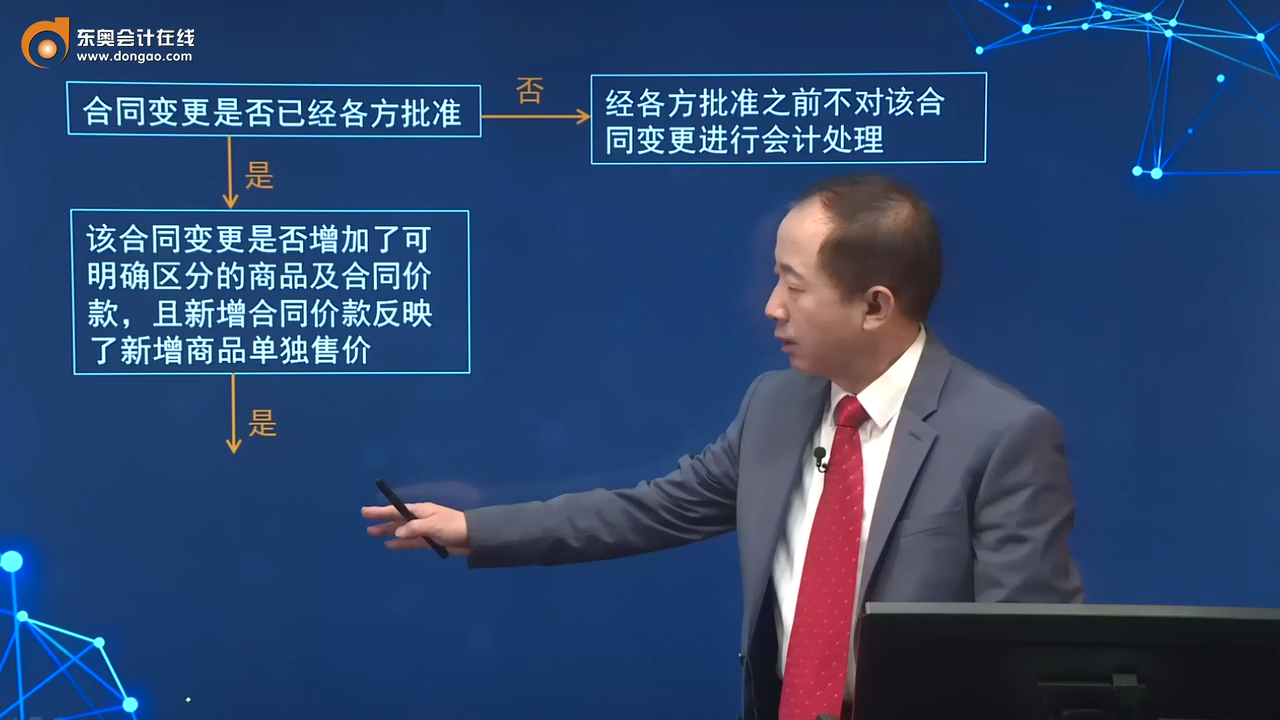 东奥会计在线
www.dongao.com
合同变更是否已经各方批准
否
经各方批准之前不对该合
同变更进行会计处理
是
该合同变更是否增加了可
明确区分的商品及合同价
款，且新增合同价款反映
了新增商品单独售价
是